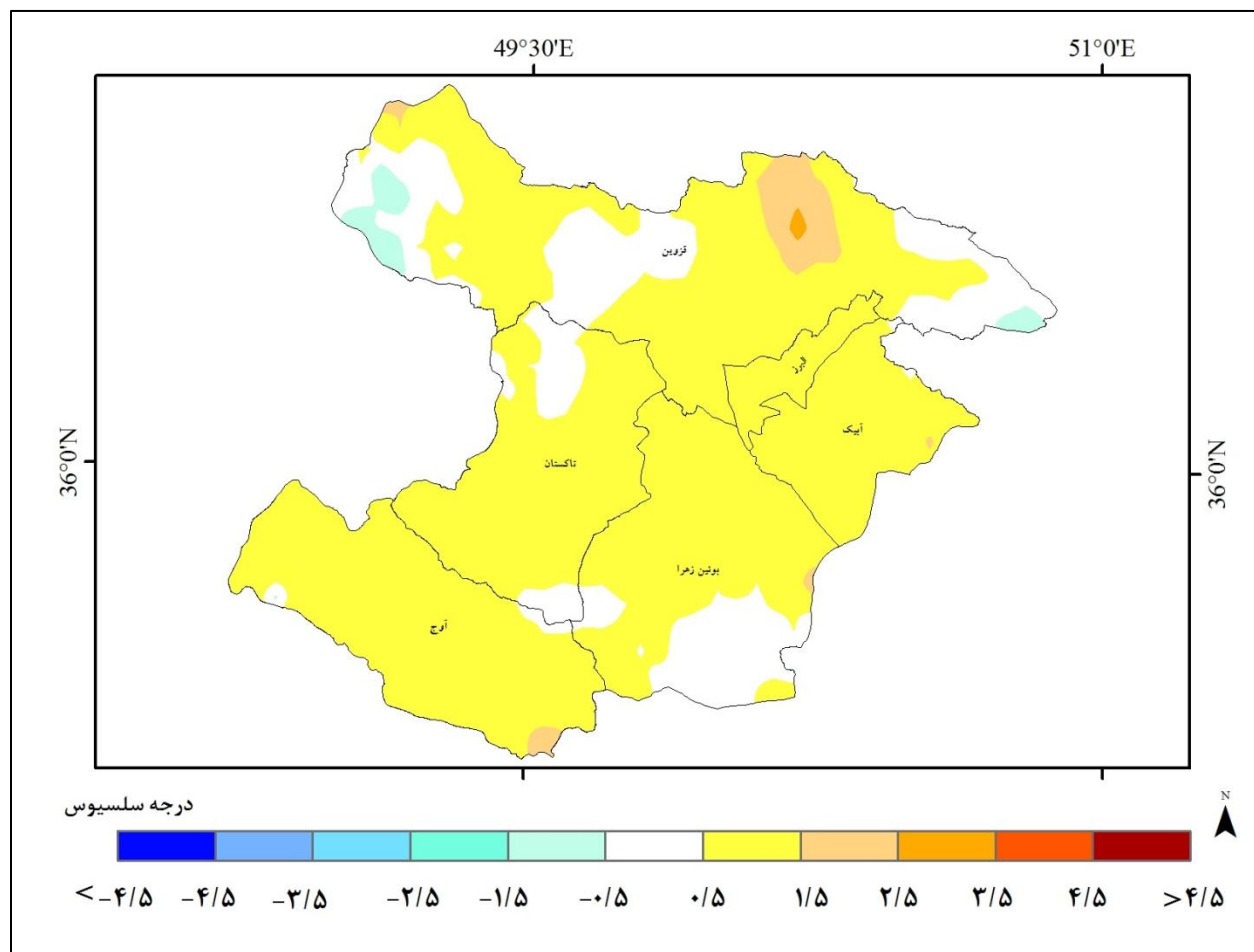 49°30'E 51°0'E
قزوین
البرز
آبیک
36°0'N 36°0'N
تاکستان
بوئین زهرا
آوج
درجه سلسیوس
N
<-۴/۵ -۴/۵ -۳/۵ -۲/۵ -۱/۵ -۰/۵ ۰/۵ ۱/۵ ۲/۵ ۳/۵ ۴/۵ >۴/۵